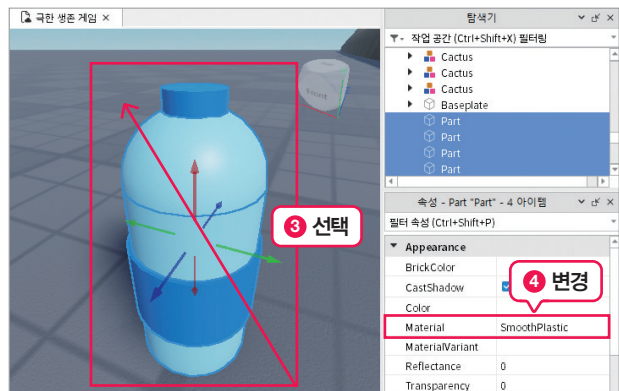 극한 생존 게임 ×
Front
③ 선택
탐색기
작업 공간 (Ctrl+Shift+X) 필터링
Cactus
Cactus
Cactus
Baseplate
Part
Part
Part
Part
속성 - Part "Part" - 4 아이템
필터 속성 (Ctrl+Shift+P)
Appearance
BrickColor
CastShadow
④ 변경
Color
Material SmoothPlastic
MaterialVariant
Reflectance 0
Transparency 0